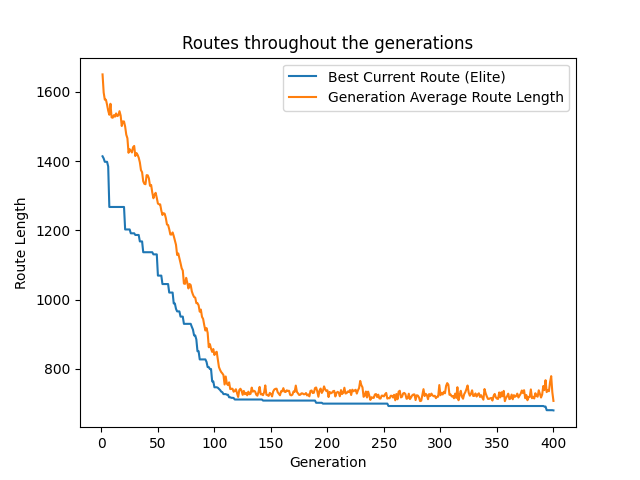 Routes throughout the generations
Best Current Route (Elite)
Generation Average Route Length
Route Length
1600
1400
1200
1000
800
0 50 100 150 200 250 300 350 400
Generation